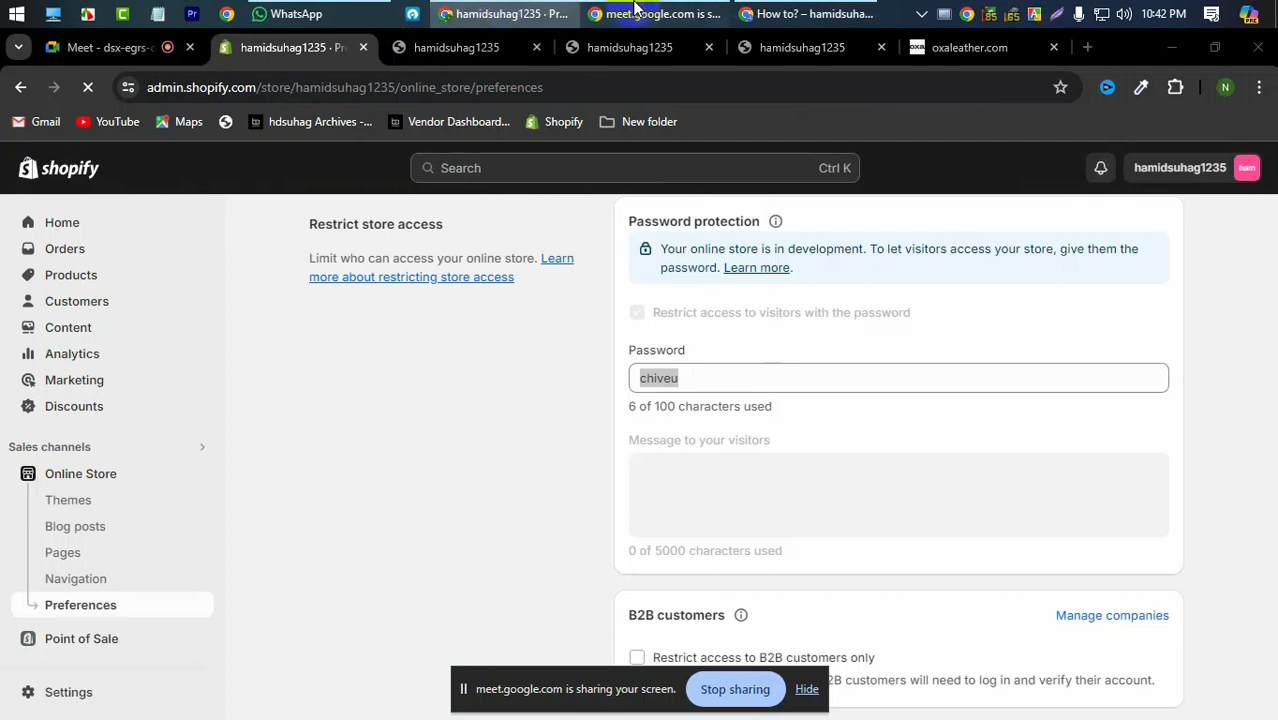 WhatsApp
hamidsuhag1235 · Pr...
meet.google.com is s...
How to? – hamidsuha...
10:42 PM
Meet - dsx-egrs-c
hamidsuhag1235 · Pr
hamidsuhag1235
hamidsuhag1235
hamidsuhag1235
oxa
oxaleather.com
admin.shopify.com/store/hamidsuhag1235/online_store/preferences
N
Gmail
YouTube
Maps
hdsuhag Archives -...
Vendor Dashboard...
Shopify
New folder
shopify
Search
Ctrl K
hamidsuhag1235
ham
Home
Orders
Products
Customers
Content
Analytics
Marketing
Discounts
Sales channels
Online Store
Themes
Blog posts
Pages
Navigation
Preferences
Point of Sale
Settings
Restrict store access
Limit who can access your online store. Learn
more about restricting store access
Password protection
Your online store is in development. To let visitors access your store, give them the
password. Learn more.
Restrict access to visitors with the password
Password
chiveu
6 of 100 characters used
Message to your visitors
0 of 5000 characters used
B2B customers
Manage companies
Restrict access to B2B customers only
2B customers will need to log in and verify their account.
meet.google.com is sharing your screen.
Stop sharing
Hide